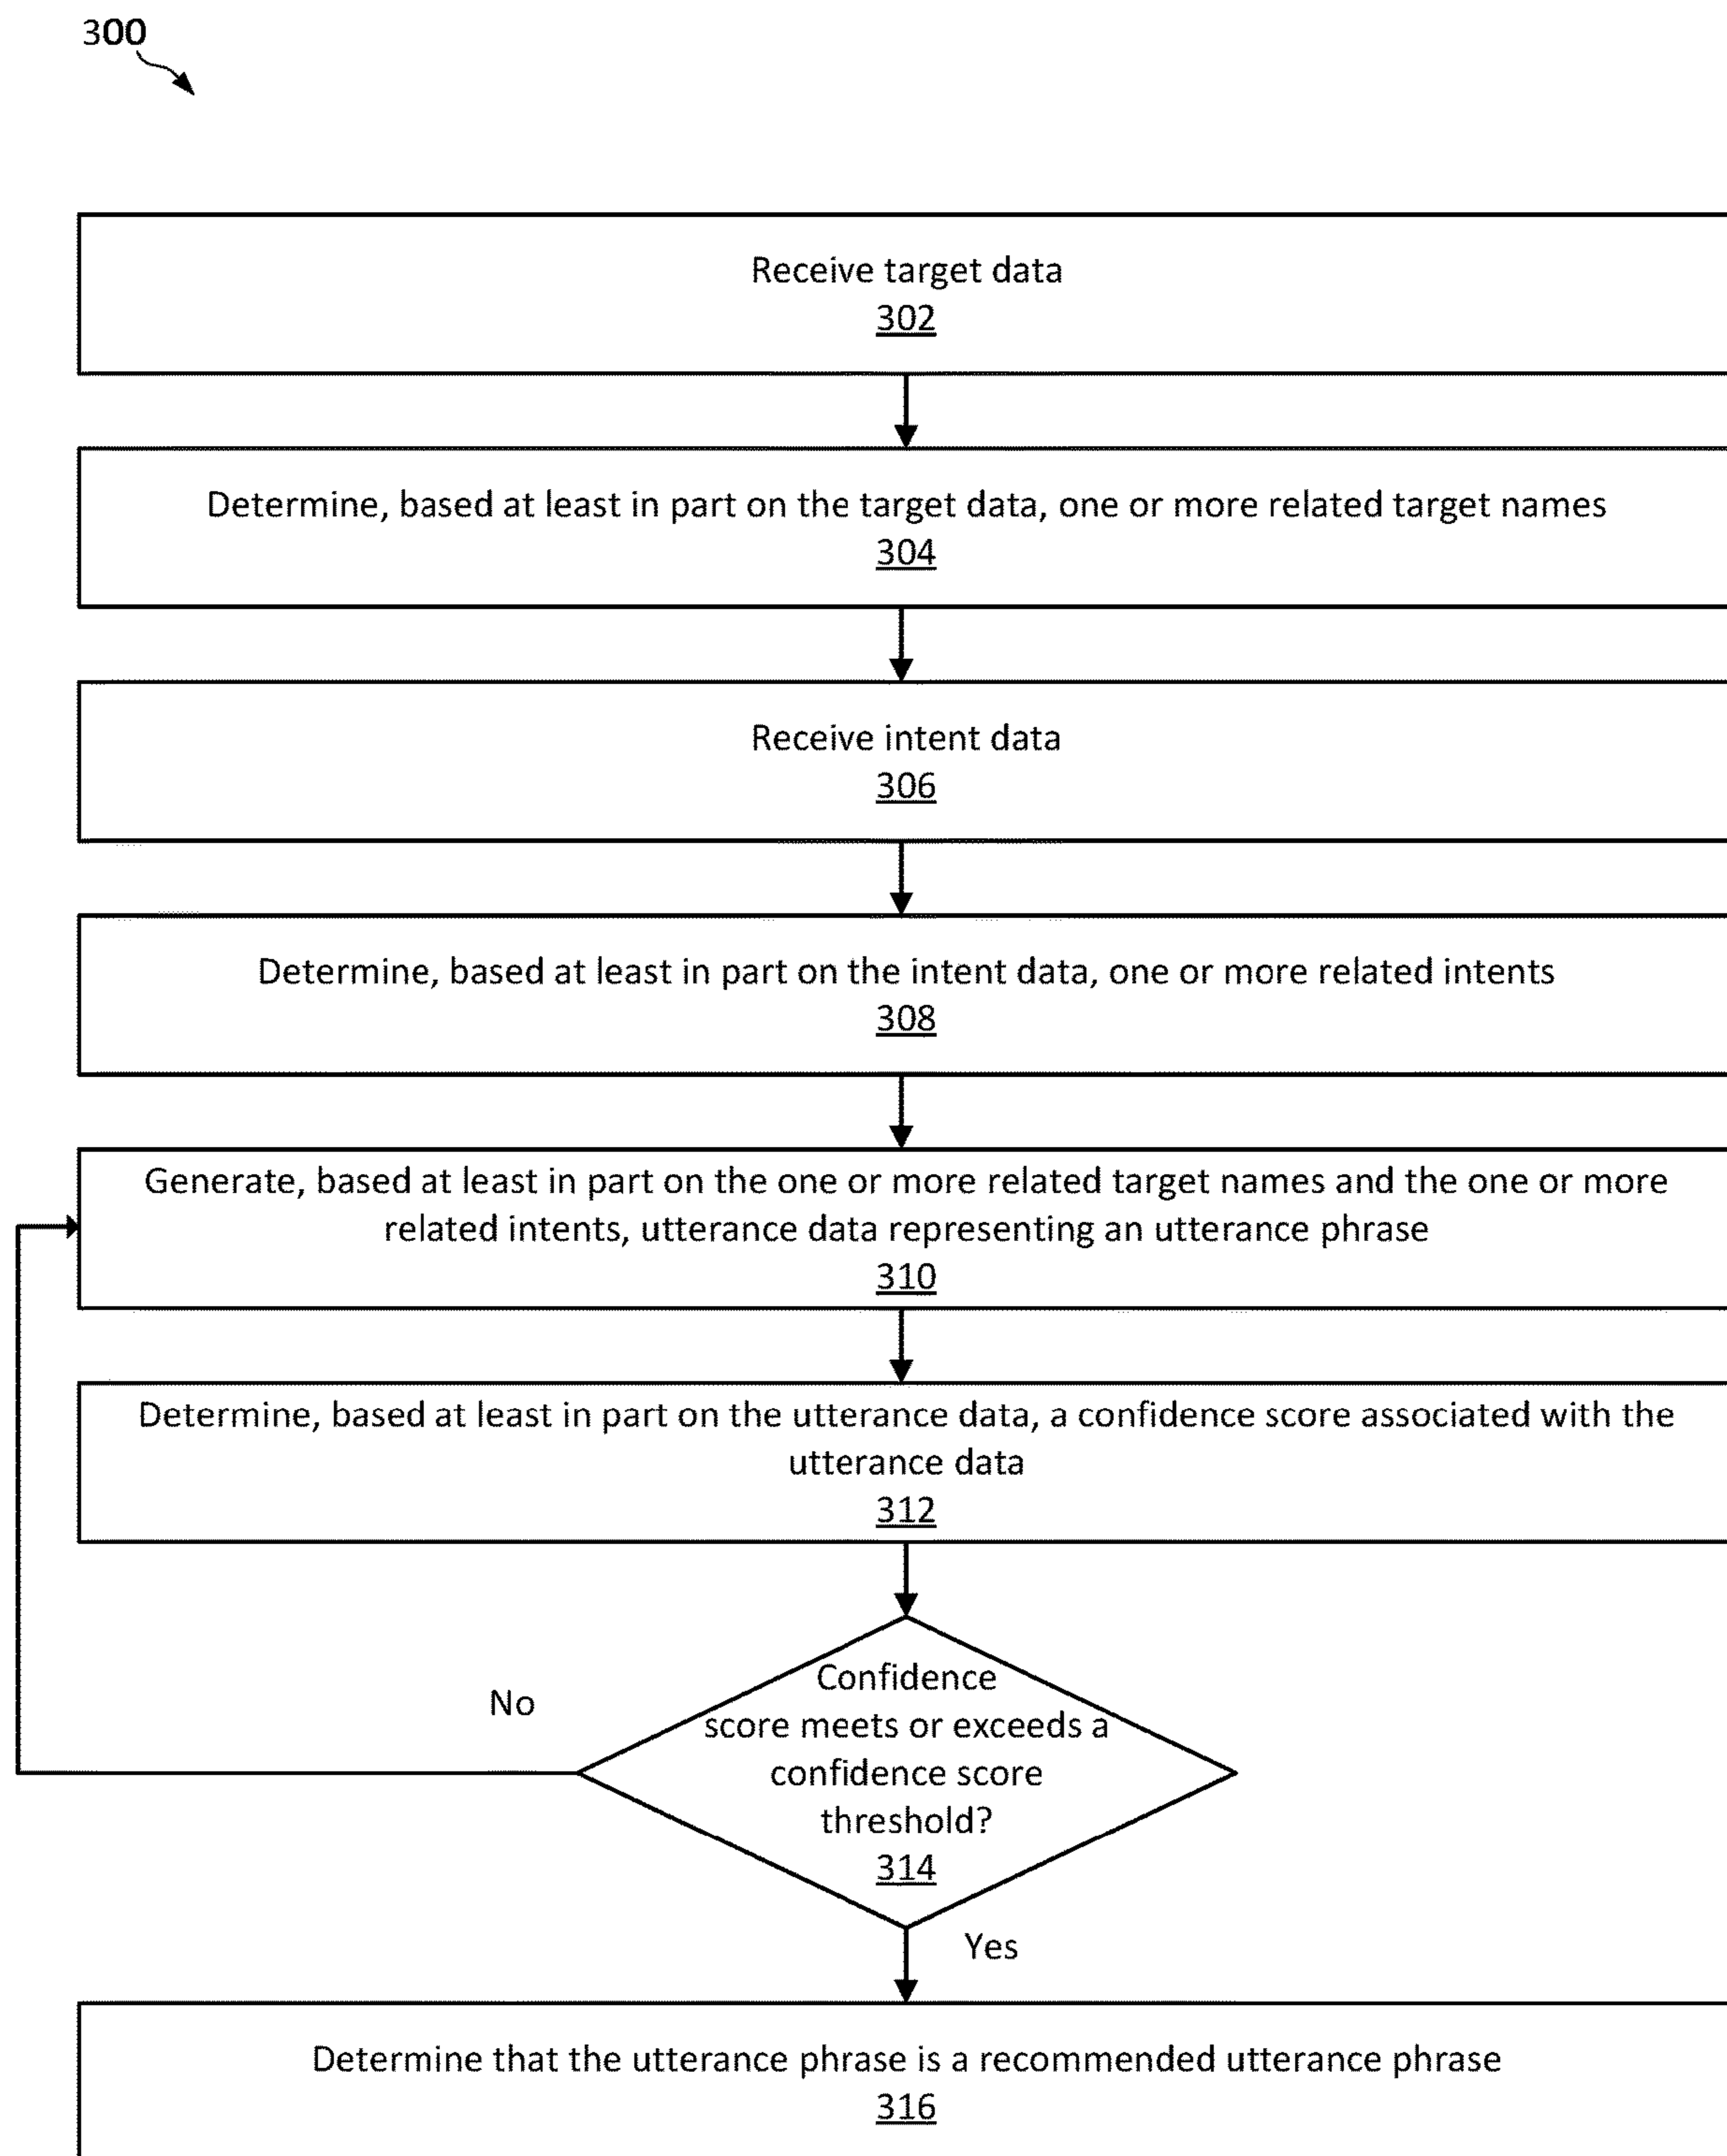 300
Receive target data
302
Determine, based at least in part on the target data, one or more related target names
304
Receive intent data
306
Determine, based at least in part on the intent data, one or more related intents
308
Generate, based at least in part on the one or more related target names and the one or more
related intents, utterance data representing an utterance phrase
310
Determine, based at least in part on the utterance data, a confidence score associated with the
utterance data
312
Confidence
score meets or exceeds a
confidence score
threshold?
314
No
Yes
Determine that the utterance phrase is a recommended utterance phrase
316